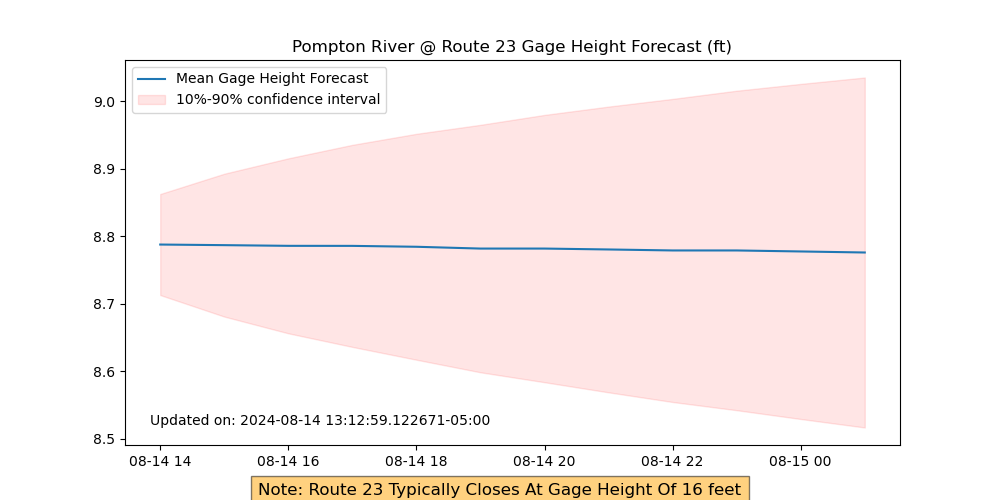 Pompton River @ Route 23 Gage Height Forecast (ft)
Mean Gage Height Forecast
10%-90% confidence interval
9.0
8.9
8.8
8.7
8.6
8.5
Updated on: 2024-08-14 13:12:59.122671-05:00
08-14 14 08-14 16 08-14 18 08-14 20 08-14 22 08-15 00
Note: Route 23 Typically Closes At Gage Height Of 16 feet